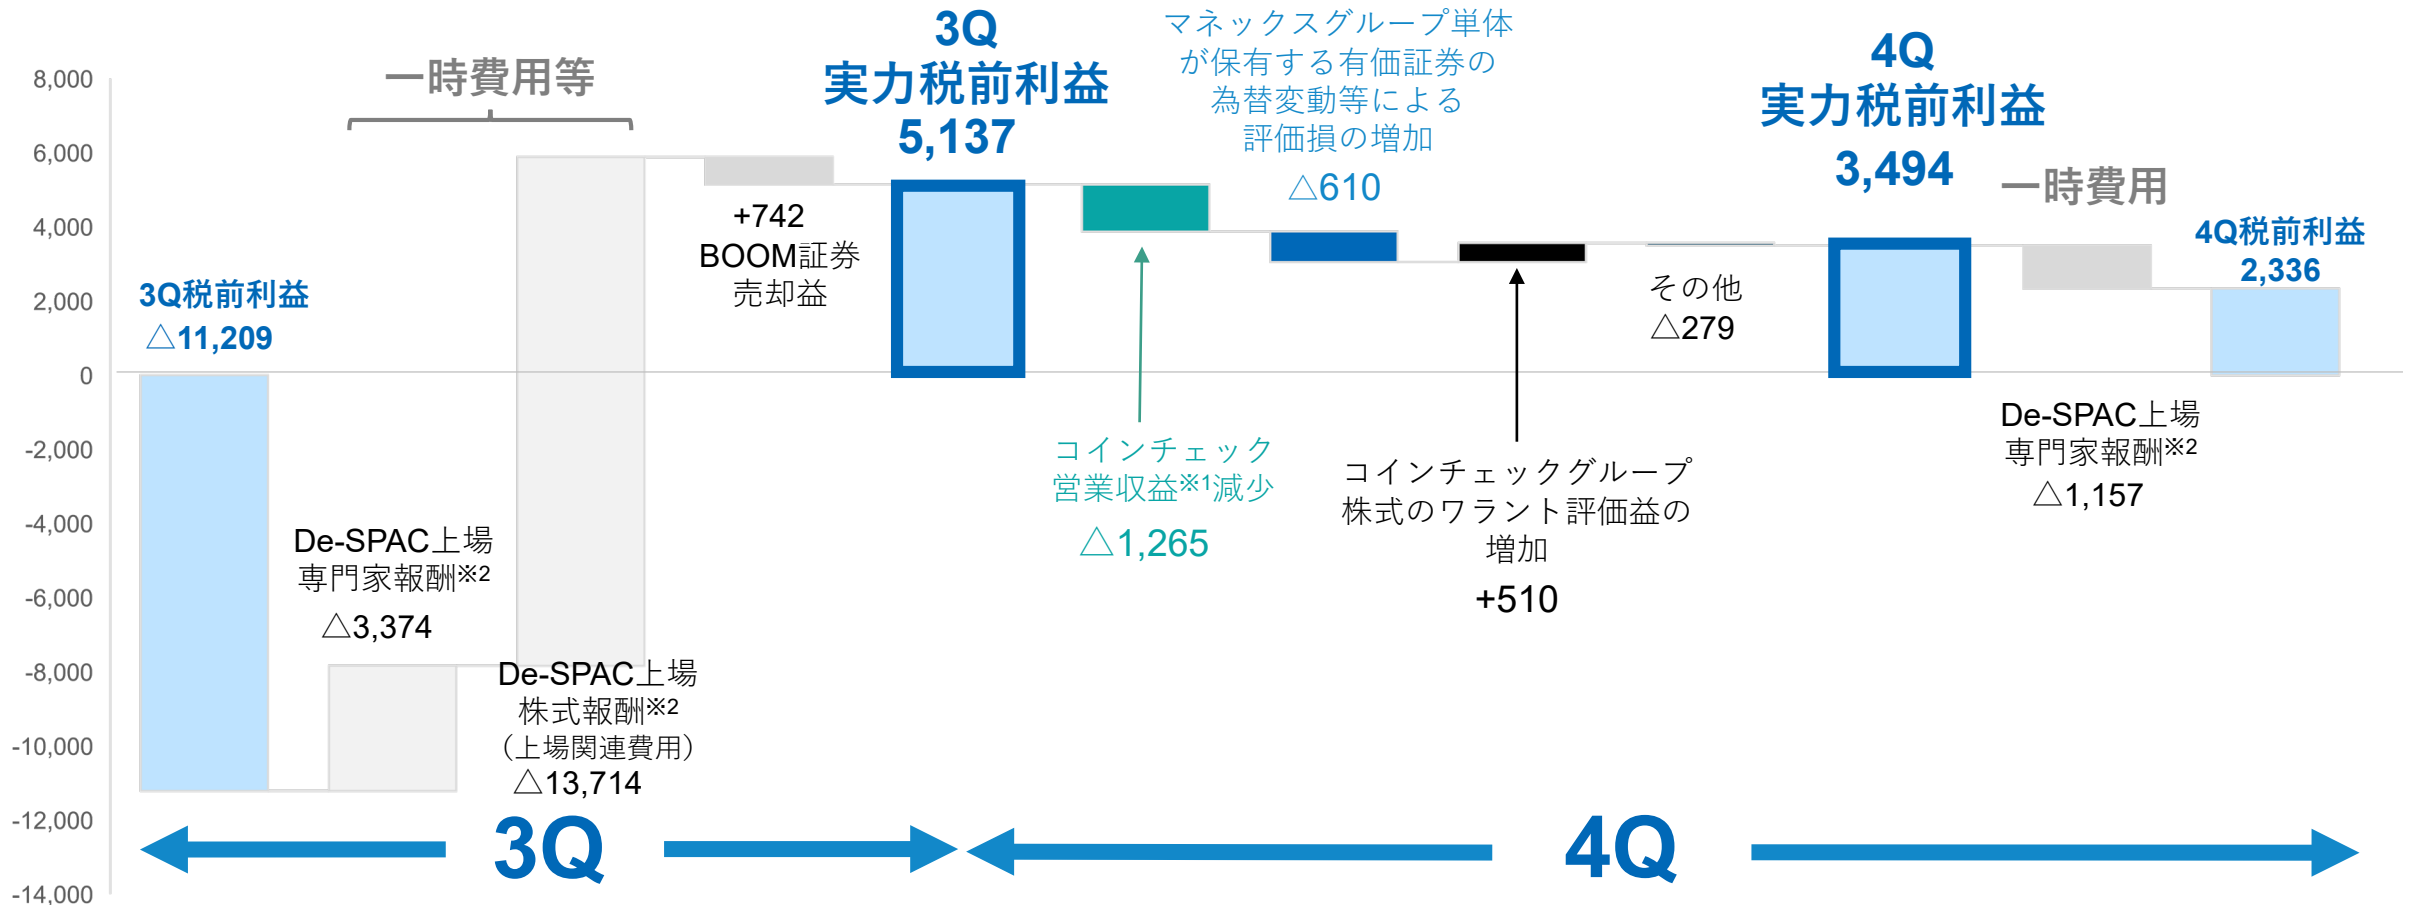 8,000
6,000
4,000
2,000
0
-2,000
-4,000
-6,000
-8,000
-10,000
-12,000
-14,000
3Q税前利益
△11,209
一時費用等
De-SPAC上場
専門家報酬※2
△3,374
De-SPAC上場
株式報酬※2
（上場関連費用）
△13,714
+742
BOOM証券
売却益
3Q
実力税前利益
5,137
コインチェック
営業収益※1減少
△1,265
マネックスグループ単体
が保有する有価証券の
為替変動等による
評価損の増加
△610
コインチェックグループ
株式のワラント評価益の
増加
+510
その他
△279
4Q
実力税前利益
3,494
一時費用
De-SPAC上場
専門家報酬※2
△1,157
4Q税前利益
2,336
3Q
4Q